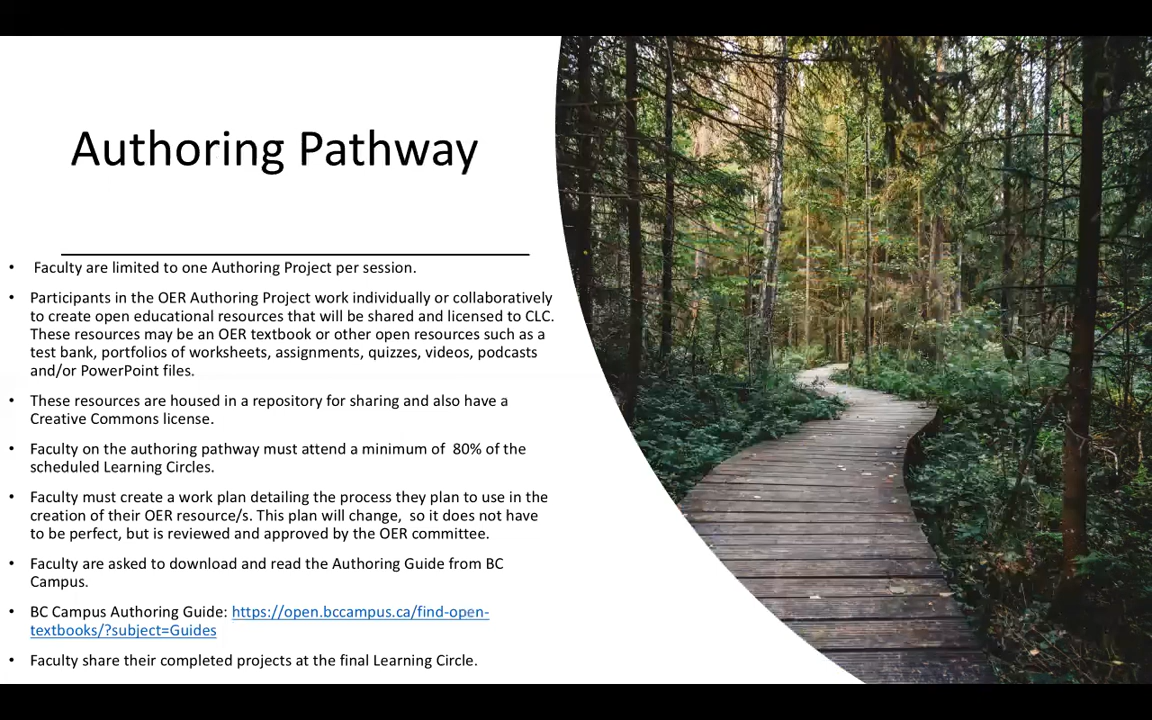 Authoring Pathway
• Faculty are limited to one Authoring Project per session.
• Participants in the OER Authoring Project work individually or collaboratively
to create open educational resources that will be shared and licensed to CLC.
These resources may be an OER textbook or other open resources such as a
test bank, portfolios of worksheets, assignments, quizzes, videos, podcasts
and/or PowerPoint files.
• These resources are housed in a repository for sharing and also have a
Creative Commons license.
• Faculty on the authoring pathway must attend a minimum of 80% of the
scheduled Learning Circles.
• Faculty must create a work plan detailing the process they plan to use in the
creation of their OER resource/s. This plan will change, so it does not have
to be perfect, but is reviewed and approved by the OER committee.
• Faculty are asked to download and read the Authoring Guide from BC
Campus.
• BC Campus Authoring Guide: https://open.bccampus.ca/find-open-
textbooks/?subject=Guides
• Faculty share their completed projects at the final Learning Circle.